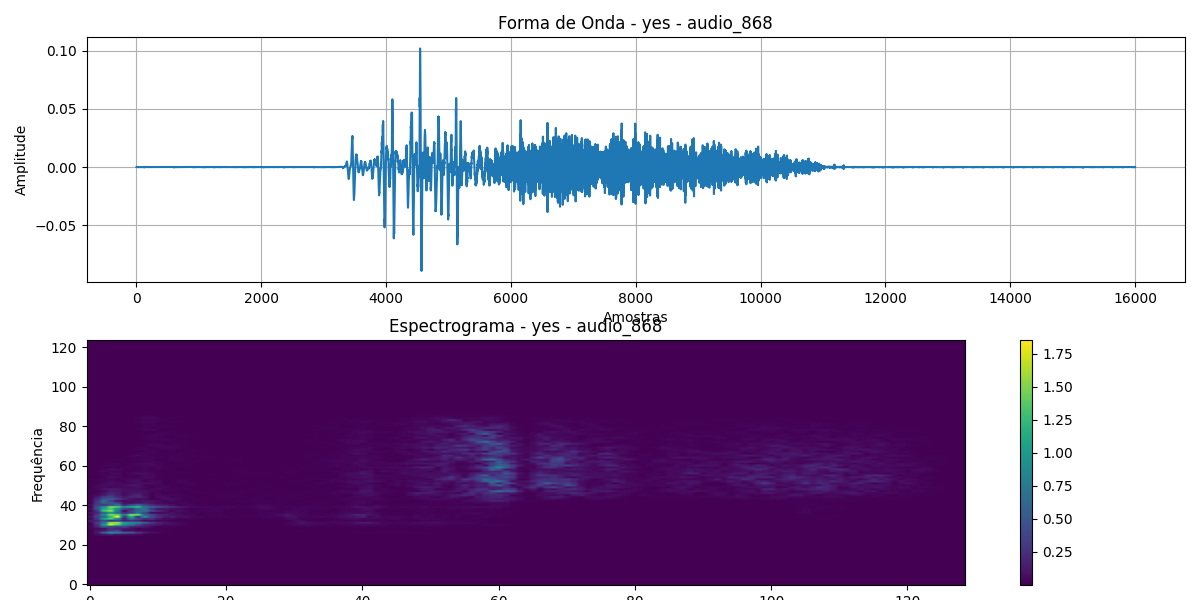 Forma de Onda - yes - audio_868
0.10
0.05
0.00
−0.05
Amplitude
0 2000 4000 6000 8000 10000 12000 14000 16000
Amostras
Espectrograma - yes - audio_868
120
100
80
60
40
20
0
Frequência
0 20 40 60 80 100 120
1.75
1.50
1.25
1.00
0.75
0.50
0.25